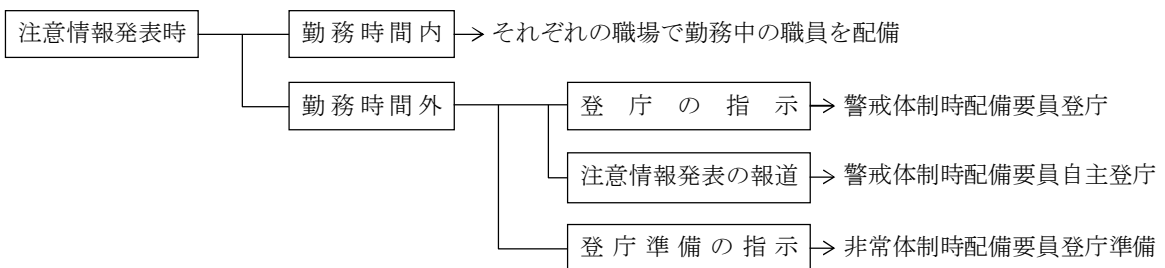 注意情報発表時 勤務時間内 → それぞれの職場で勤務中の職員を配備
勤務時間外 登庁の指示 → 警戒体制時配備要員登庁
注意情報発表の報道 → 警戒体制時配備要員自主登庁
登庁準備の指示 → 非常体制時配備要員登庁準備